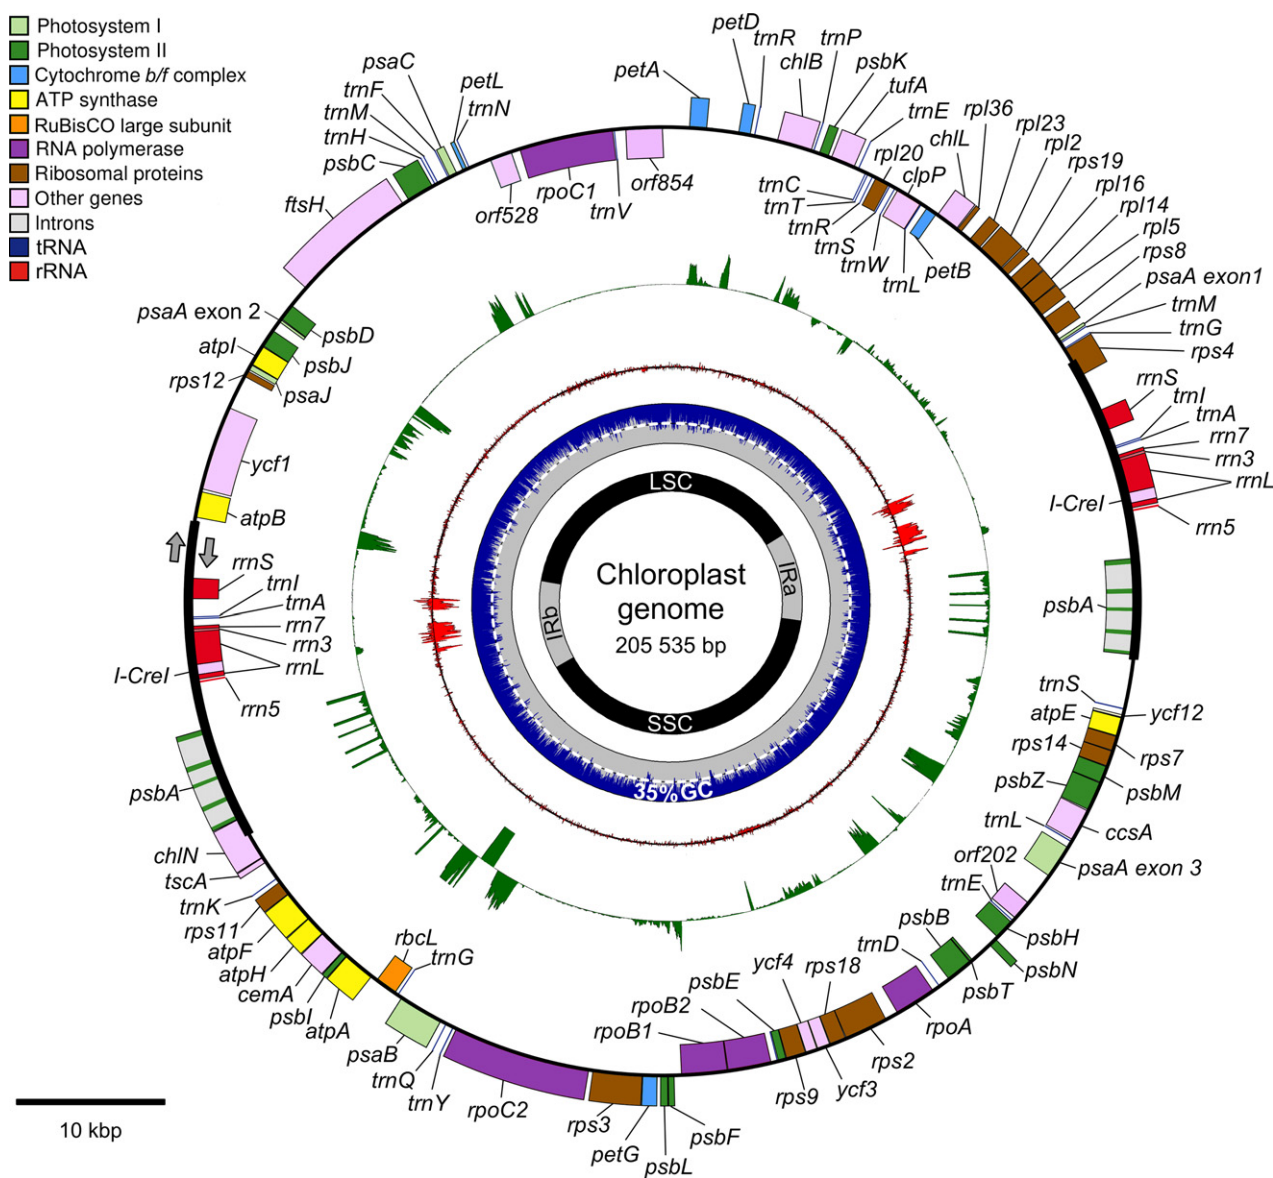 Photosystem I
Photosystem II
Cytochrome b/f complex
ATP synthase
RuBisCO large subunit
RNA polymerase
Ribosomal proteins
Other genes
Introns
tRNA
rRNA
petA
petD
trnR
chlB
trnP
psbK
tufA
trnE
rpl20
clpP
chlL
rpl36
rpl23
rpl2
rps19
rpl16
rpl14
rpl5
rps8
psaA exon1
trnM
trnG
rps4
trnC
trnT
trnR
trnS
trnW
trnL
petB
rrnS
trnI
trnA
rrn7
rrn3
rrnL
I-CreI
rrn5
psbA
trnS
atpE
ycf12
rps14
rps7
psbZ
psbM
trnL
ccsA
orf202
psaA exon 3
trnE
psbB
psbH
psbN
trnD
psbT
rpoA
rps18
ycf4
psbE
rpoB2
rpoB1
rps2
ycf3
rps9
psbF
psbL
petG
rps3
rpoC2
trnY
trnQ
psaB
rbcL
trnG
atpA
psbI
cemA
atpH
atpF
rps11
trnK
tscA
chlN
psbA
rrn5
I-CreI
rrnL
rrn3
rrn7
trnA
trnI
rrnS
atpB
ycf1
rps12
psaJ
atpI
psbJ
psaA exon 2
psbD
ftsH
psbC
trnH
trnM
trnF
psaC
petL
trnN
orf528
rpoC1
trnV
orf854
LSC
IRa
SSC
IRb
Chloroplast
genome
205 535 bp
35%GC
10 kbp